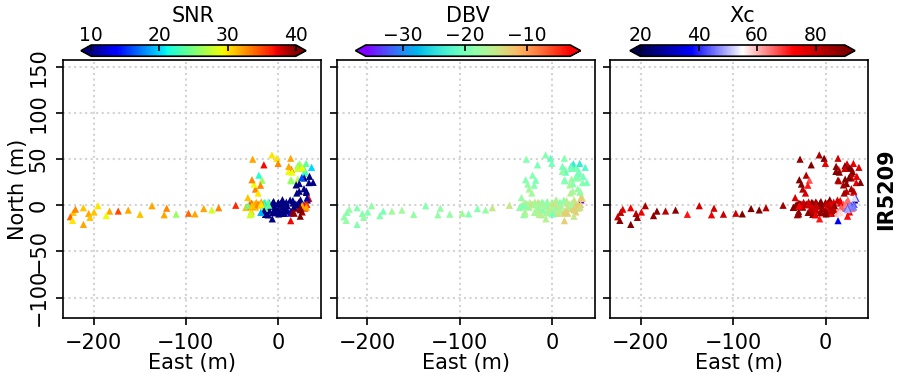 SNR DBV Xc
10 20 30 40 −30 −20 −10 20 40 60 80
150
100
50
0
−50
−100
North (m)
IR5209
−200 −100 0 −200 −100 0 −200 −100 0
East (m) East (m) East (m)